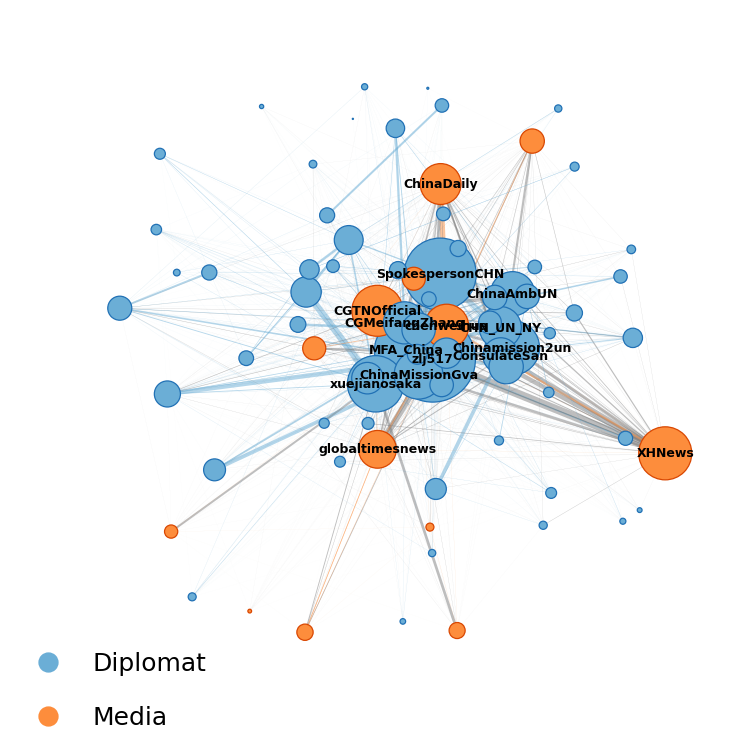 ChinaDaily
SpokespersonCHN
ChinaAmbUN
CGTNOfficial
CGMeifangZhang
CHN_UN_NY
Chinamission2un
MFA_China
ConsulateSan
zlj517
ChinaMissionGva
xuejianosaka
globaltimesnews
XHNews
Diplomat
Media